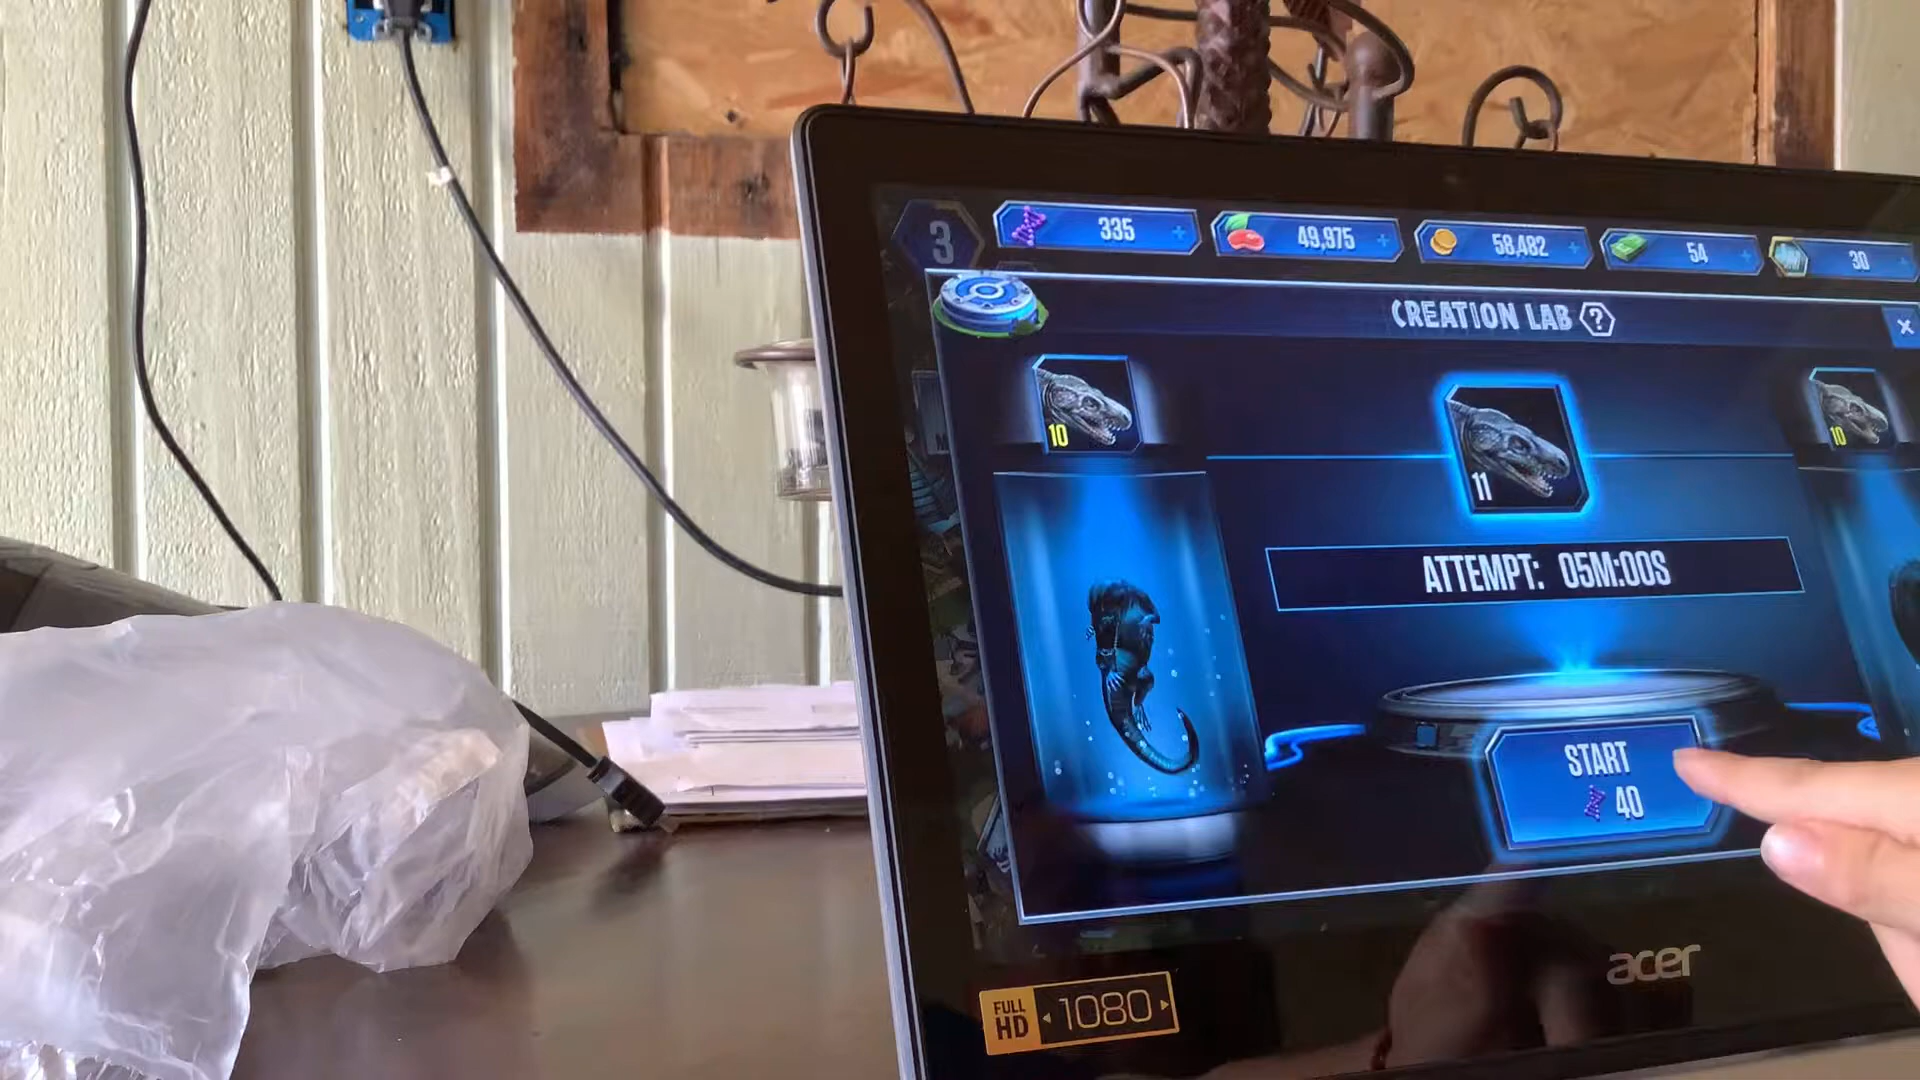 3
335 +
49,975 +
58,482 +
54 +
30
CREATION LAB ?
X
10
11
10
ATTEMPT: 05M:00S
START
40
acer
FULL HD 1080